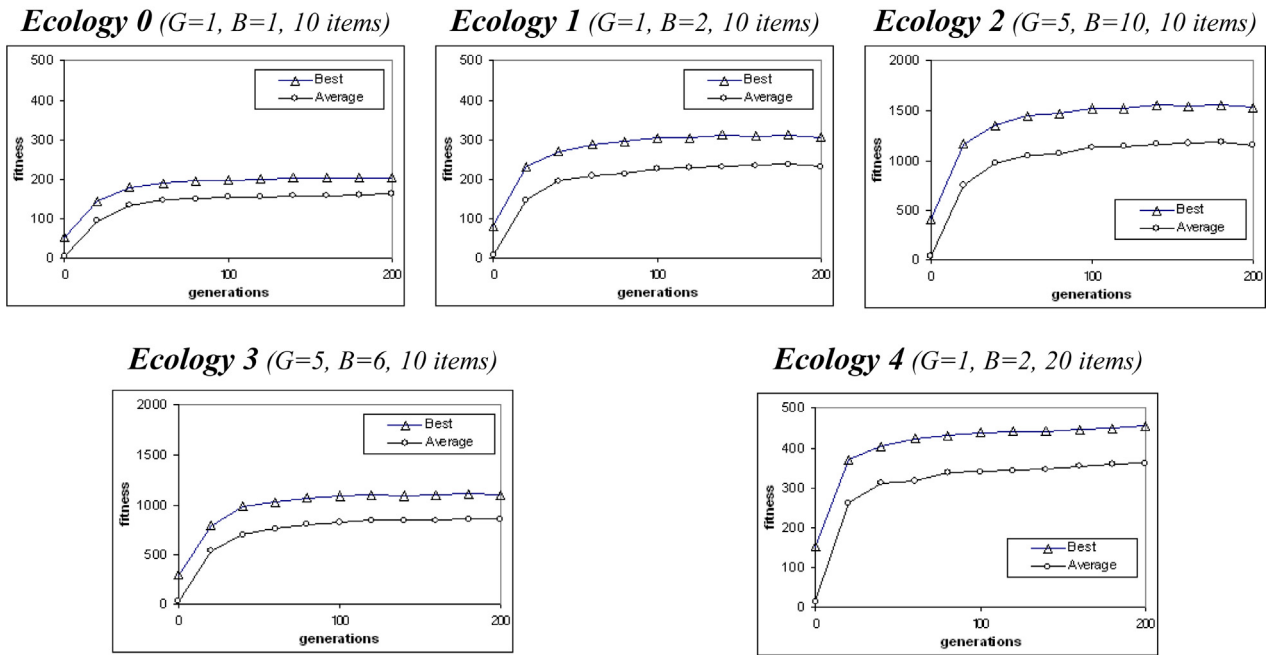 Ecology 0 (G=1, B=1, 10 items)
500
400
300
200
100
0
fitness
Best
Average
0
100
200
generations
Ecology 1 (G=1, B=2, 10 items)
500
400
300
200
100
0
fitness
Best
Average
0
100
200
generations
Ecology 2 (G=5, B=10, 10 items)
2000
1500
1000
500
0
fitness
Best
Average
0
100
200
generations
Ecology 3 (G=5, B=6, 10 items)
2000
1500
1000
500
0
fitness
Best
Average
0
100
200
generations
Ecology 4 (G=1, B=2, 20 items)
500
400
300
200
100
0
fitness
Best
Average
0
100
200
generations